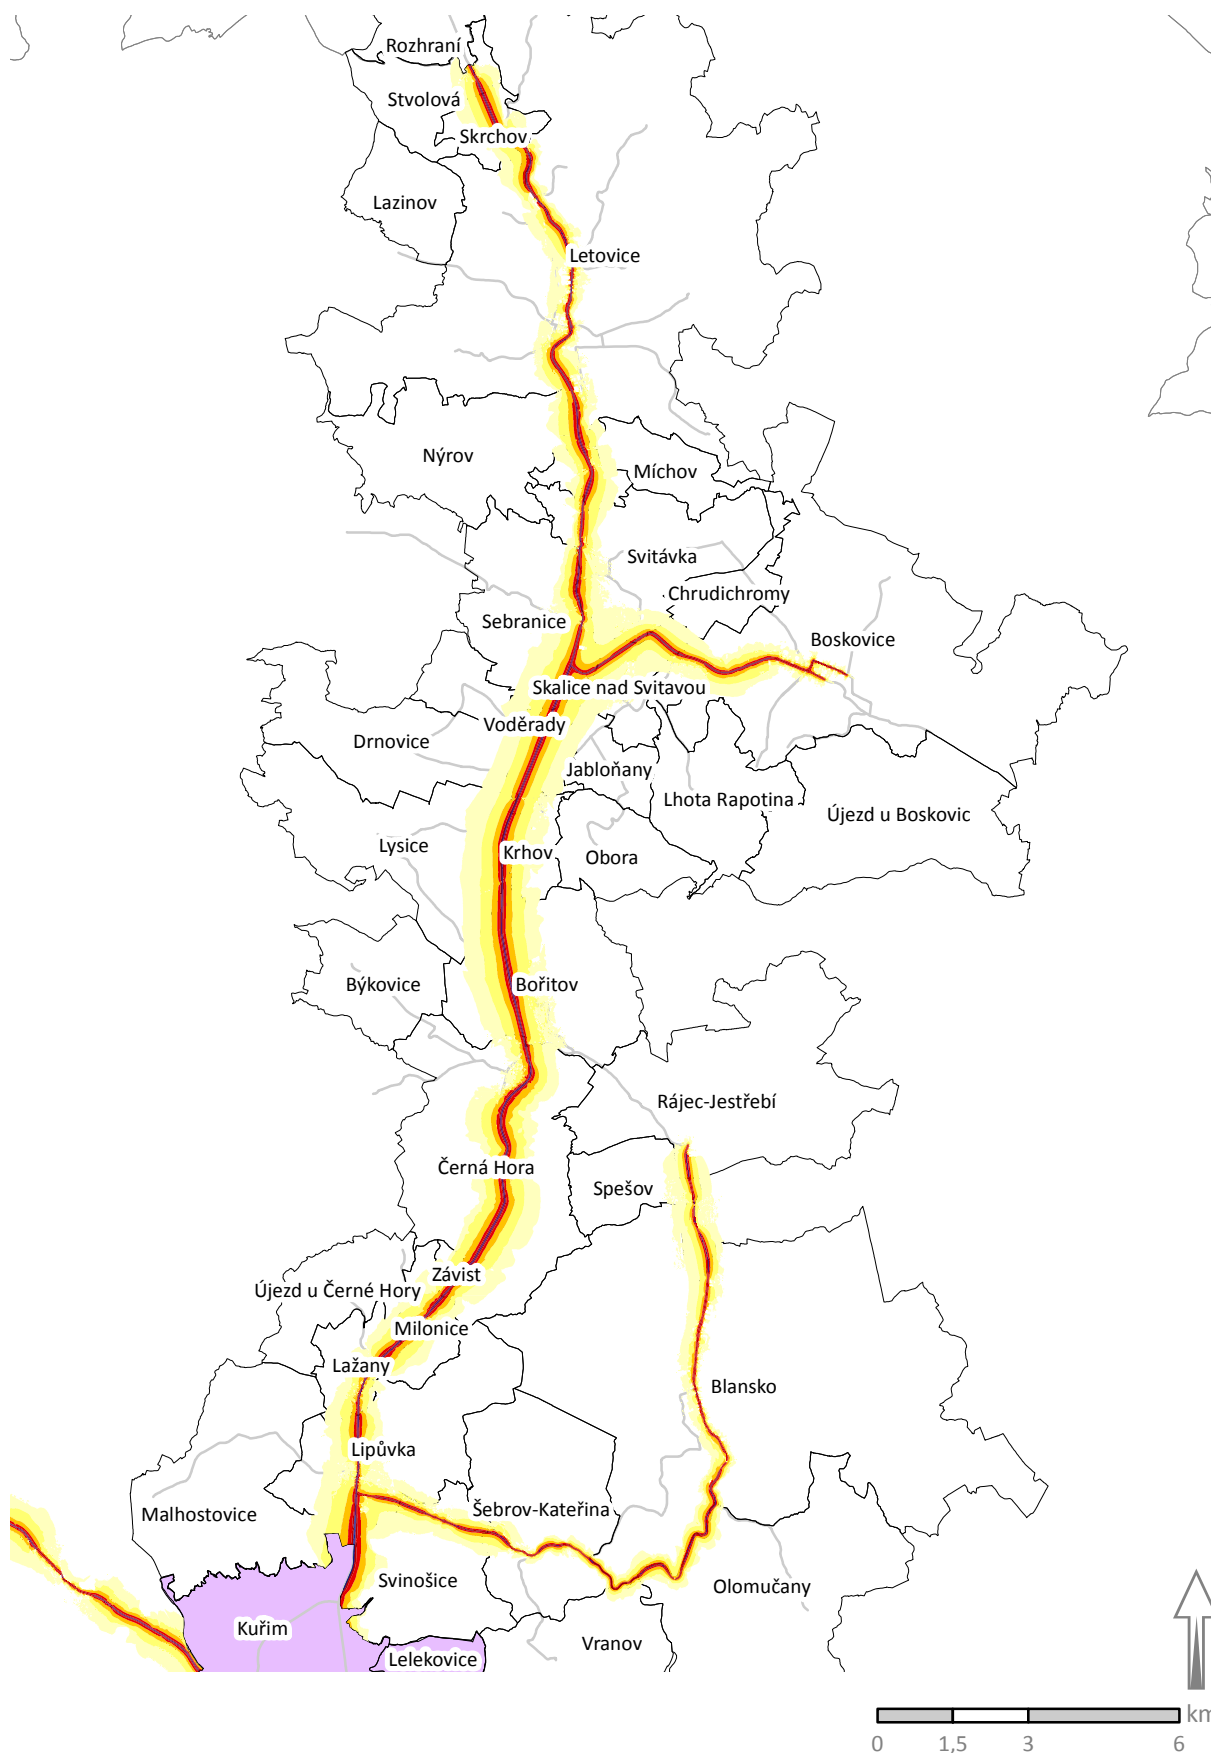 Rozhraní
Stvolová
Skrchov
Lazinov
Letovice
Nýrov
Míchov
Svitávka
Chrudichromy
Sebranice
Boskovice
Skalice nad Svitavou
Voděrady
Drnovice
Jabloňany
Lhota Rapotina
Újezd u Boskovic
Lysice
Krhov
Obora
Býkovice
Bořitov
Rájec-Jestřebí
Černá Hora
Spešov
Závist
Újezd u Černé Hory
Milonice
Lažany
Blansko
Lipůvka
Malhostovice
Šebrov-Kateřina
Svinošice
Olomučany
Kuřim
Vranov
Lelekovice
km
0 1,5 3 6